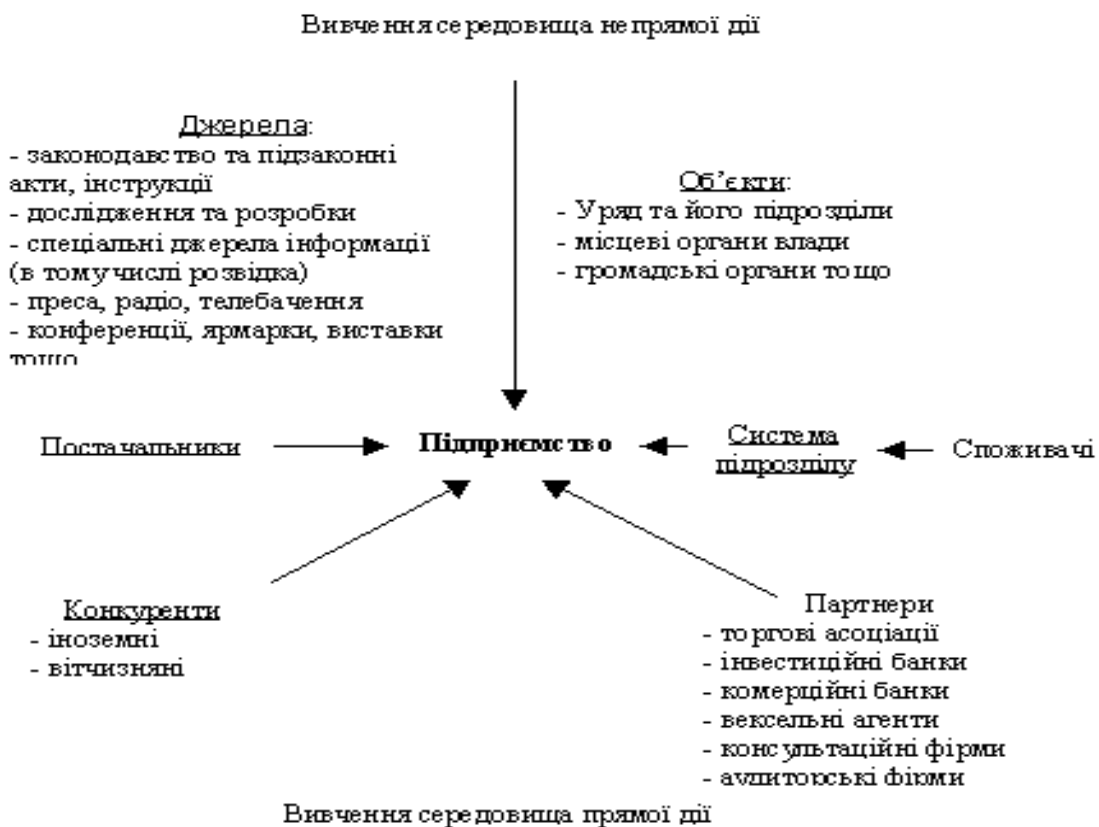 Вивчення середовища непрямої дії
Джерела:
- законодавство та підзаконні
акти, інструкції
- дослідження та розробки
- спеціальні джерела інформації
(в тому числі розвідка)
- преса, радіо, телебачення
- конференції, ярмарки, виставки
тощо
Об’єкти:
- Уряд та його підрозділи
- місцеві органи влади
- громадські органи тощо
Постачальники
Підприємство
Система
підрозділу
Споживачі
Конкуренти
- іноземні
- вітчизняні
Партнери
- торгові асоціації
- інвестиційні банки
- комерційні банки
- вексельні агенти
- консультаційні фірми
- аудиторські фірми
Вивчення середовища прямої дії